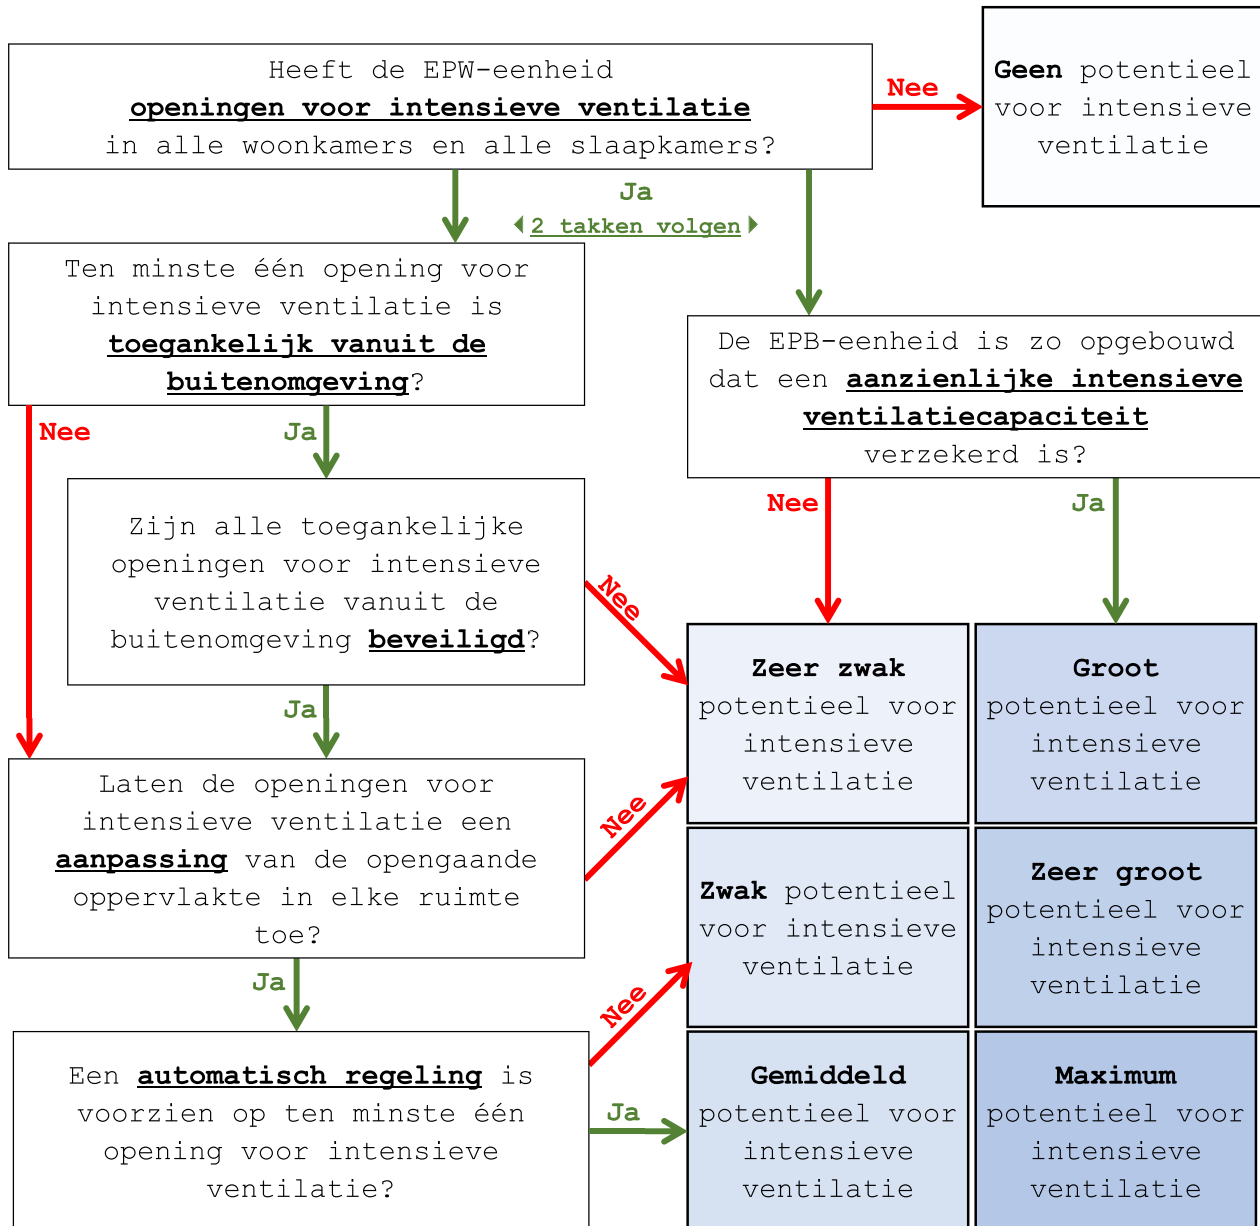 Heeft de EPW-eenheid
openingen voor intensieve ventilatie
in alle woonkamers en alle slaapkamers?
Nee
Geen potentieel
voor intensieve
ventilatie
Ja
2 takken volgen
Ten minste één opening voor
intensieve ventilatie is
toegankelijk vanuit de
buitenomgeving?
De EPB-eenheid is zo opgebouwd
dat een aanzienlijke intensieve
ventilatiecapaciteit
verzekerd is?
Nee
Ja
Nee
Ja
Zijn alle toegankelijke
openingen voor intensieve
ventilatie vanuit de
buitenomgeving beveiligd?
Nee
Ja
Zeer zwak
potentieel voor
intensieve
ventilatie
Groot
potentieel voor
intensieve
ventilatie
Laten de openingen voor
intensieve ventilatie een
aanpassing van de opengaande
oppervlakte in elke ruimte
toe?
Nee
Ja
Zwak potentieel
voor intensieve
ventilatie
Zeer groot
potentieel voor
intensieve
ventilatie
Een automatisch regeling is
voorzien op ten minste één
opening voor intensieve
ventilatie?
Nee
Ja
Gemiddeld
potentieel voor
intensieve
ventilatie
Maximum
potentieel voor
intensieve
ventilatie